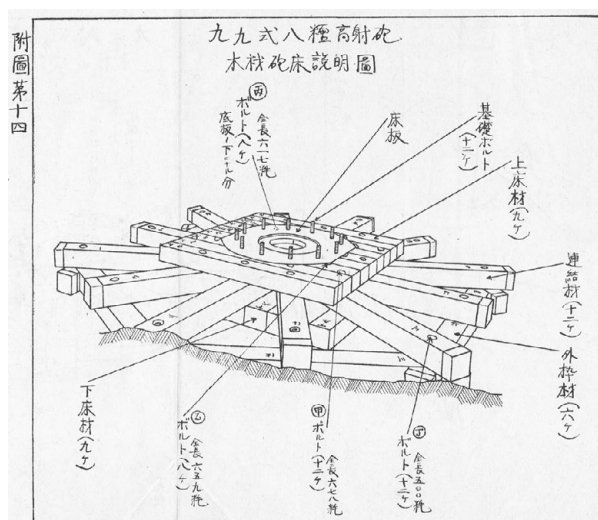 附圖第十四
九九式八糎高射砲
木材砲床説明圖
丙
ボルト(八ケ)
全長六一七粍
底板ノ下ニナル分
床板
基礎ボルト
(十二ケ)
上床材(九ケ)
連結材(十二ケ)
外枠材(六ケ)
下床材(九ケ)
乙
ボルト(八ケ)
全長六五九粍
甲
ボルト(十二ケ)
全長六七八粍
丁
ボルト(十二ケ)
全長五〇〇粍